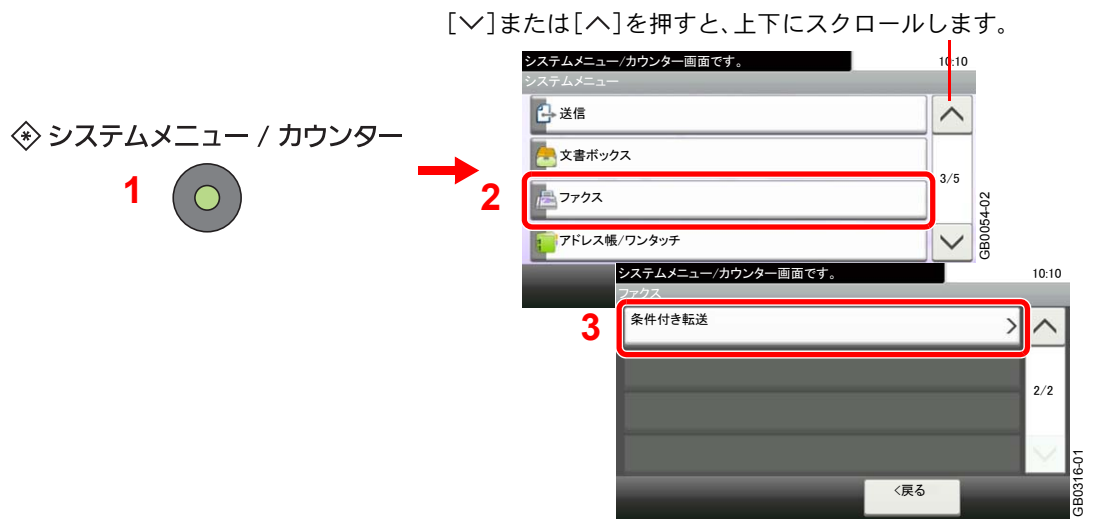 [∨]または[∧]を押すと、上下にスクロールします。
システムメニュー / カウンター
1
2
システムメニュー/カウンター画面です。
10:10
システムメニュー
送信
文書ボックス
ファクス
アドレス帳/ワンタッチ
3/5
GB0054-02
3
システムメニュー/カウンター画面です。
10:10
ファクス
条件付き転送
2/2
<戻る
GB0316-01